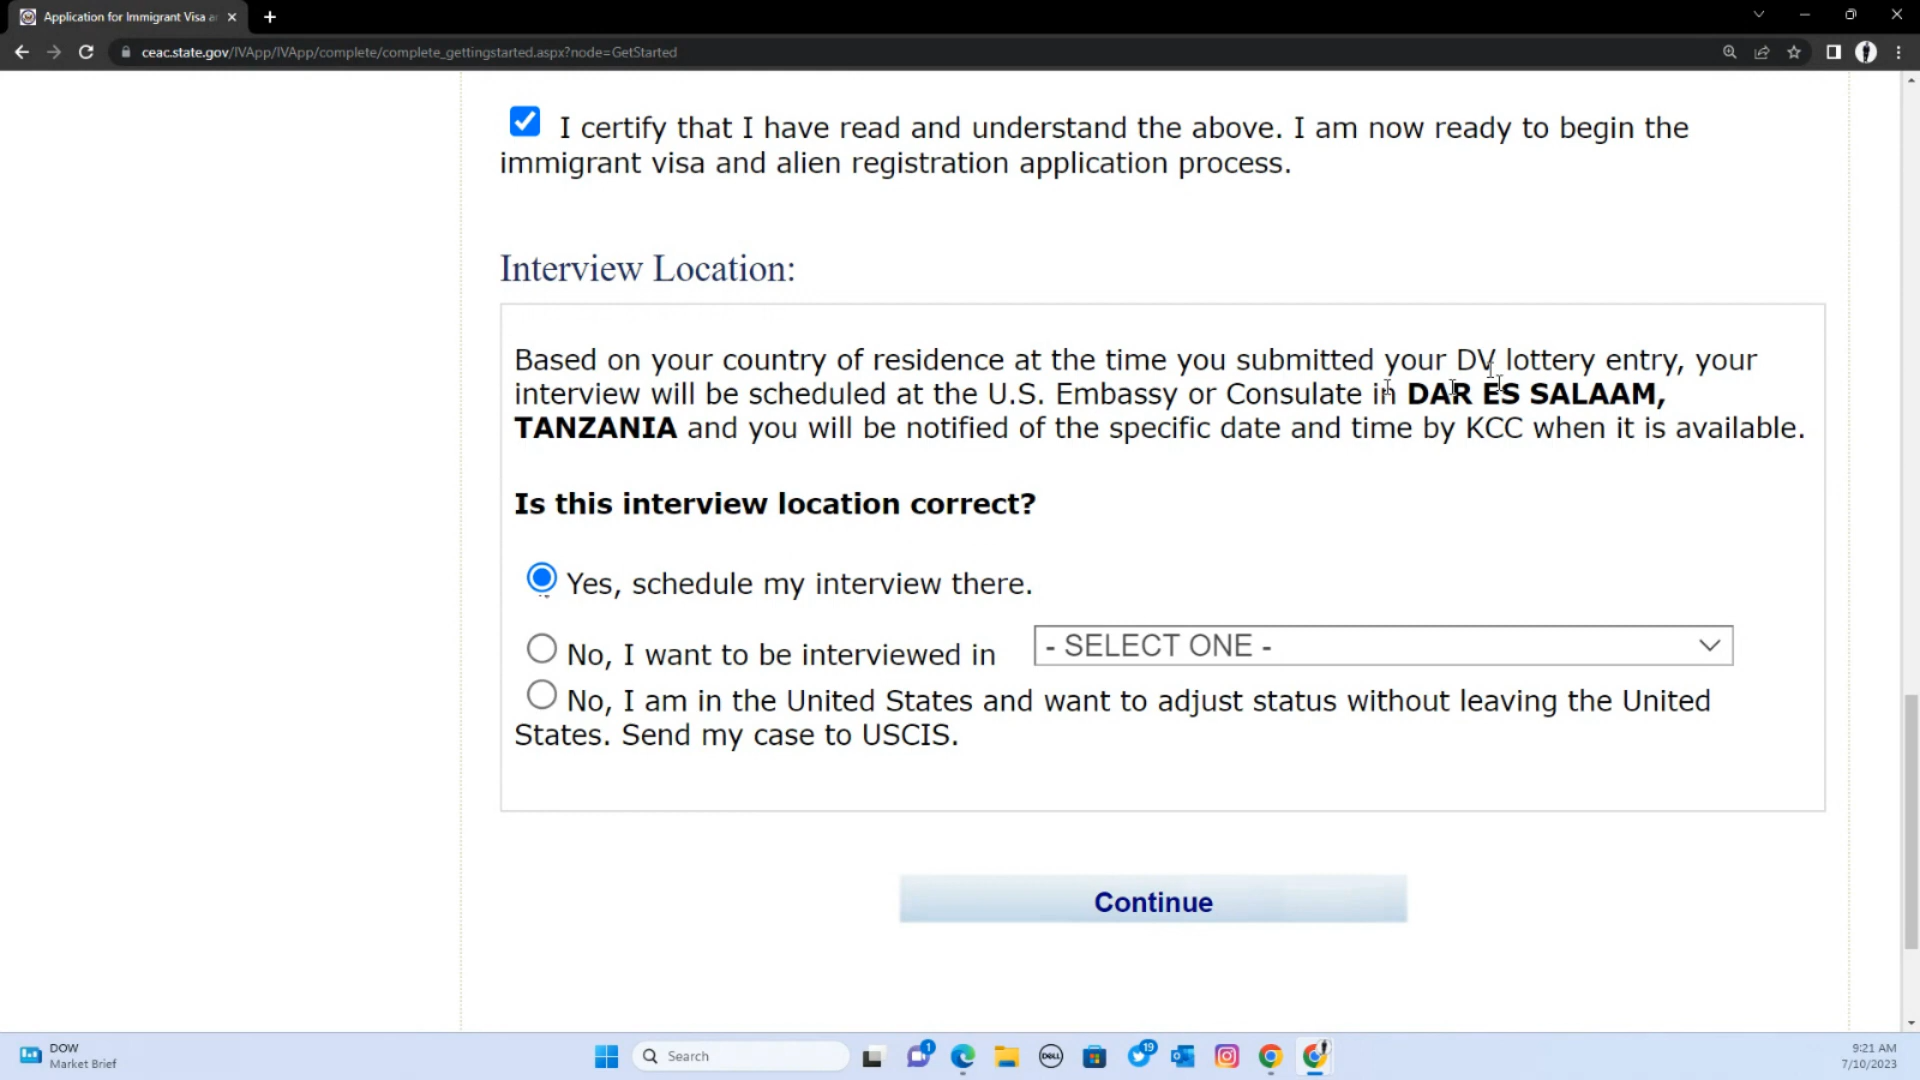 Application for Immigrant Visa a
ceac.state.gov/IVApp/IVApp/complete/complete_gettingstarted.aspx?node=GetStarted
I certify that I have read and understand the above. I am now ready to begin the
immigrant visa and alien registration application process.
Interview Location:
Based on your country of residence at the time you submitted your DV lottery entry, your
interview will be scheduled at the U.S. Embassy or Consulate in DAR ES SALAAM,
TANZANIA and you will be notified of the specific date and time by KCC when it is available.
Is this interview location correct?
Yes, schedule my interview there.
No, I want to be interviewed in
- SELECT ONE -
No, I am in the United States and want to adjust status without leaving the United
States. Send my case to USCIS.
Continue
DOW
Market Brief
Search
1
DELL
19
9:21 AM
7/10/2023